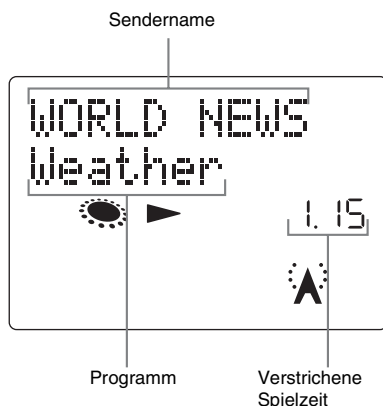 Sendername
WORLD NEWS
Weather
1.15
Programm
Verstrichene
Spielzeit